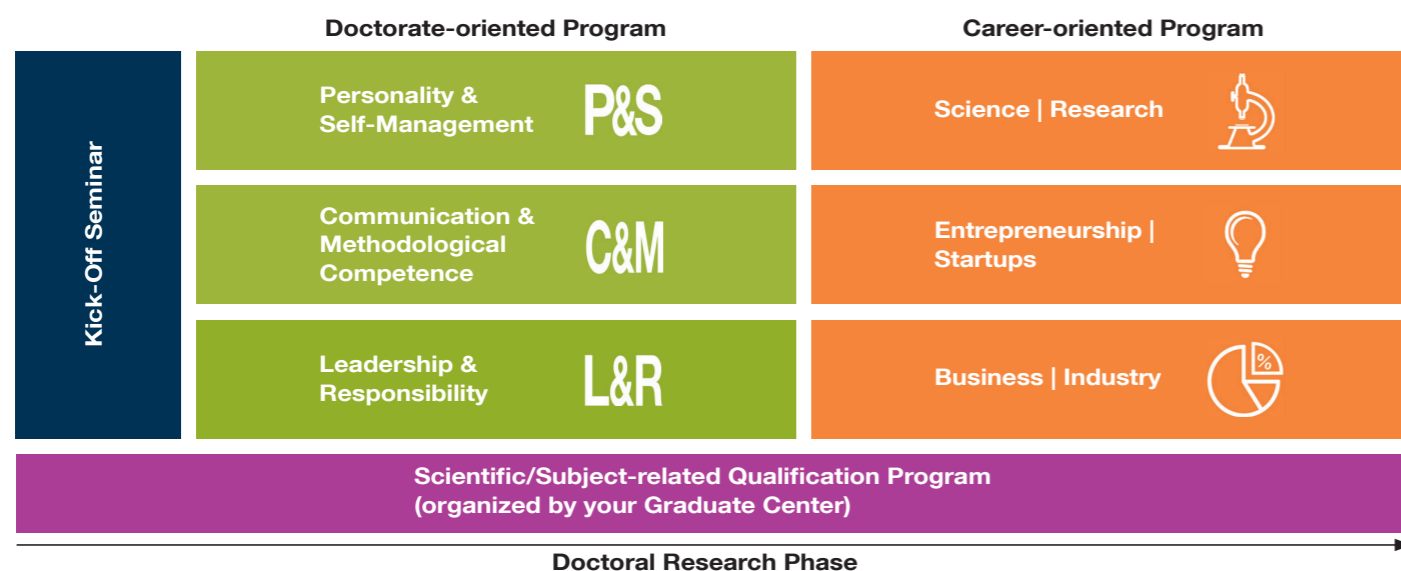 Doctorate-oriented Program
Career-oriented Program
Kick-Off Seminar
Personality &
Self-Management
P&S
Communication &
Methodological
Competence
C&M
Leadership &
Responsibility
L&R
Science | Research
Entrepreneurship |
Startups
Business | Industry
%
Scientific/Subject-related Qualification Program
(organized by your Graduate Center)
Doctoral Research Phase